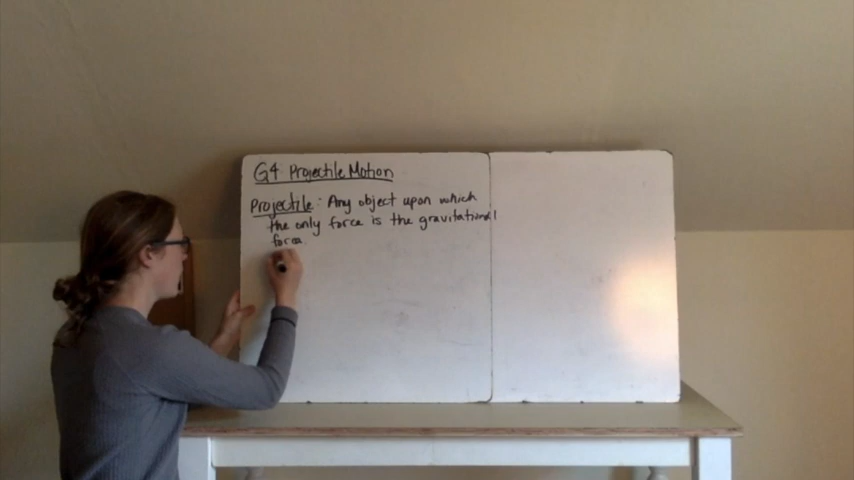 G4 Projectile Motion
Projectile: Any object upon which
the only force is the gravitational
force.